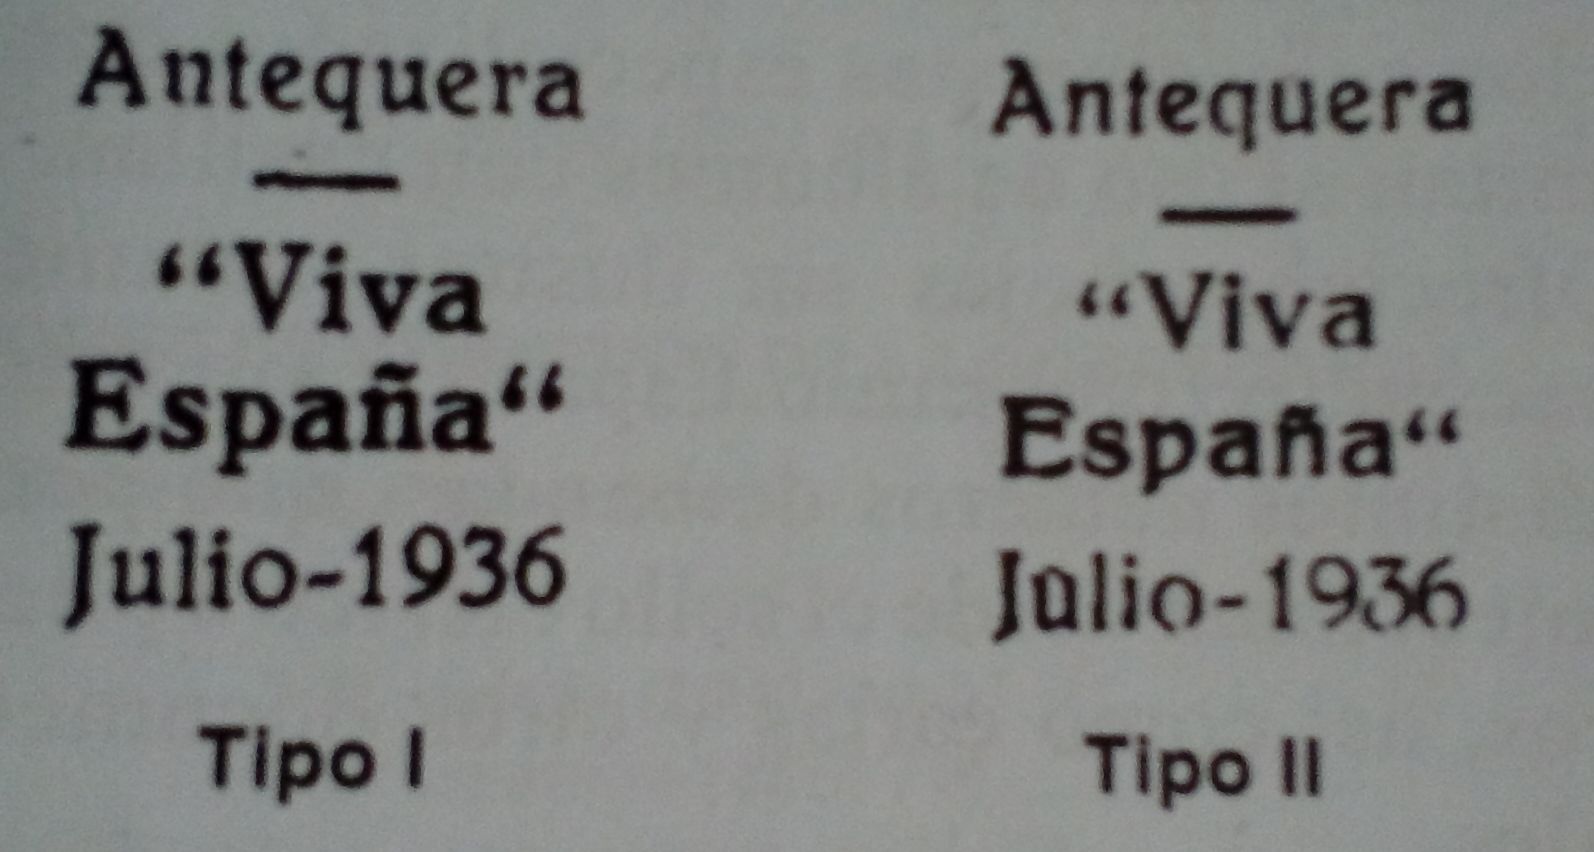 Antequera
—
“Viva
España“
Julio-1936
Tipo I
Antequera
—
“Viva
España“
Julio-1936
Tipo II